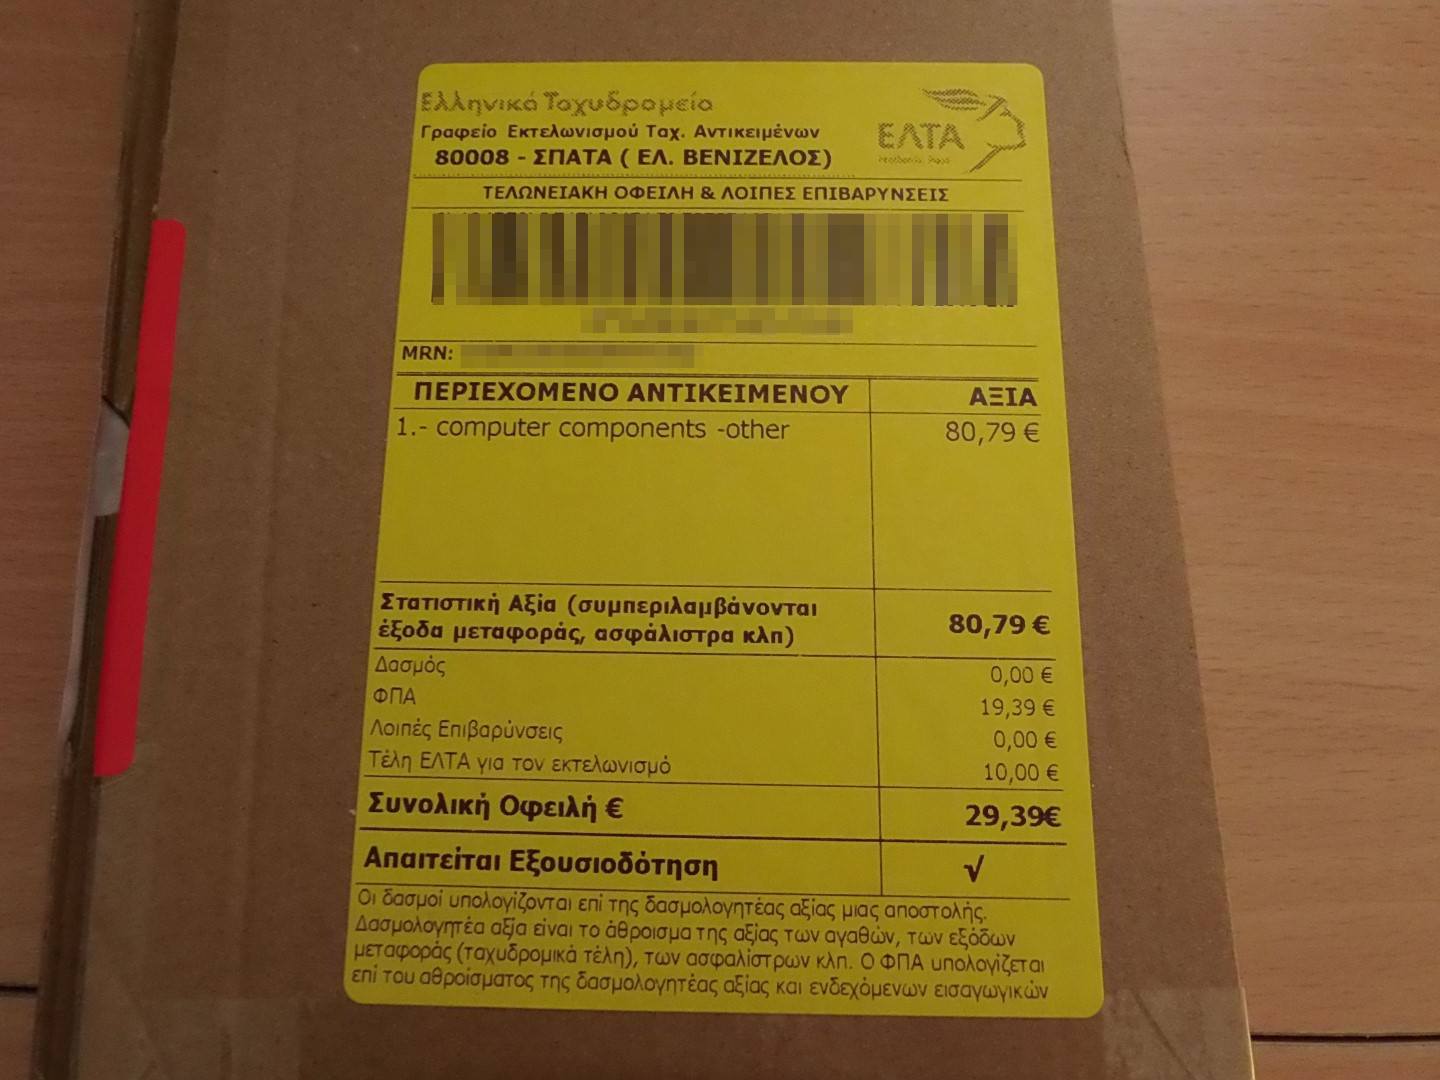 Ελληνικά Ταχυδρομεία
Γραφείο Εκτελωνισμού Ταχ. Αντικειμένων
80008 - ΣΠΑΤΑ ( ΕΛ. ΒΕΝΙΖΕΛΟΣ)
ΕΛΤΑ
ΤΕΛΩΝΕΙΑΚΗ ΟΦΕΙΛΗ & ΛΟΙΠΕΣ ΕΠΙΒΑΡΥΝΣΕΙΣ
MRN:
ΠΕΡΙΕΧΟΜΕΝΟ ΑΝΤΙΚΕΙΜΕΝΟΥ ΑΞΙΑ
1.- computer components -other 80,79 €
Στατιστική Αξία (συμπεριλαμβάνονται
έξοδα μεταφοράς, ασφάλιστρα κλπ) 80,79 €
Δασμός 0,00 €
ΦΠΑ 19,39 €
Λοιπές Επιβαρύνσεις 0,00 €
Τέλη ΕΛΤΑ για τον εκτελωνισμό 10,00 €
Συνολική Οφειλή € 29,39€
Απαιτείται Εξουσιοδότηση √
Οι δασμοί υπολογίζονται επί της δασμολογητέας αξίας μιας αποστολής.
Δασμολογητέα αξία είναι το άθροισμα της αξίας των αγαθών, των εξόδων
μεταφοράς (ταχυδρομικά τέλη), των ασφαλίστρων κλπ. Ο ΦΠΑ υπολογίζεται
επί του αθροίσματος της δασμολογητέας αξίας και ενδεχόμενων εισαγωγικών